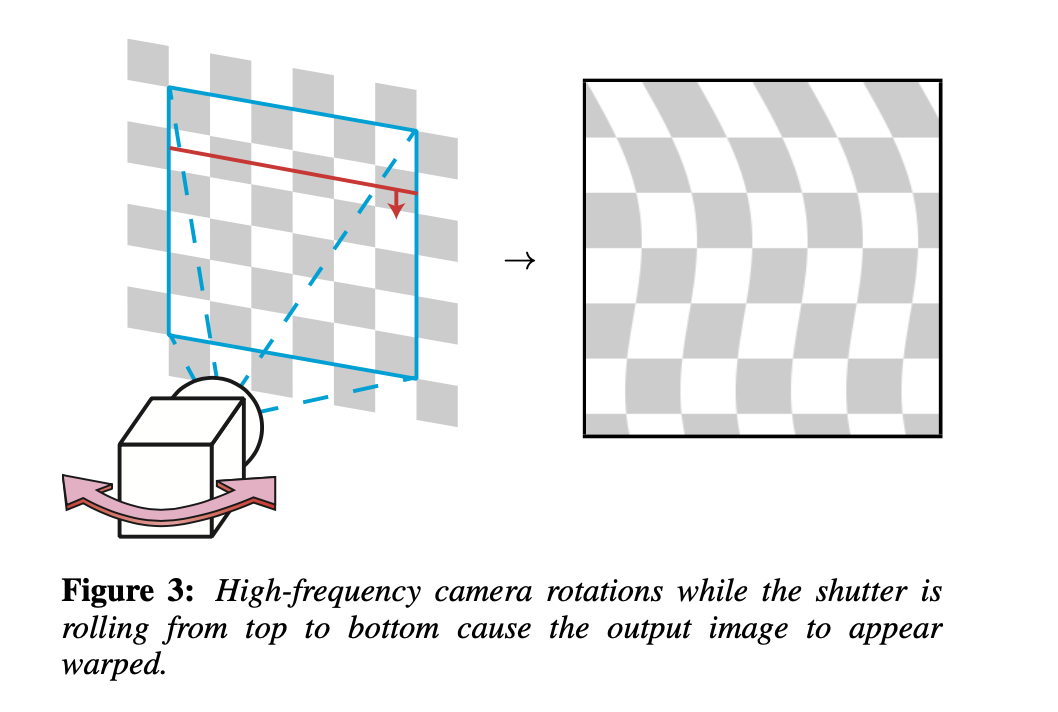 →
Figure 3: High-frequency camera rotations while the shutter is
rolling from top to bottom cause the output image to appear
warped.